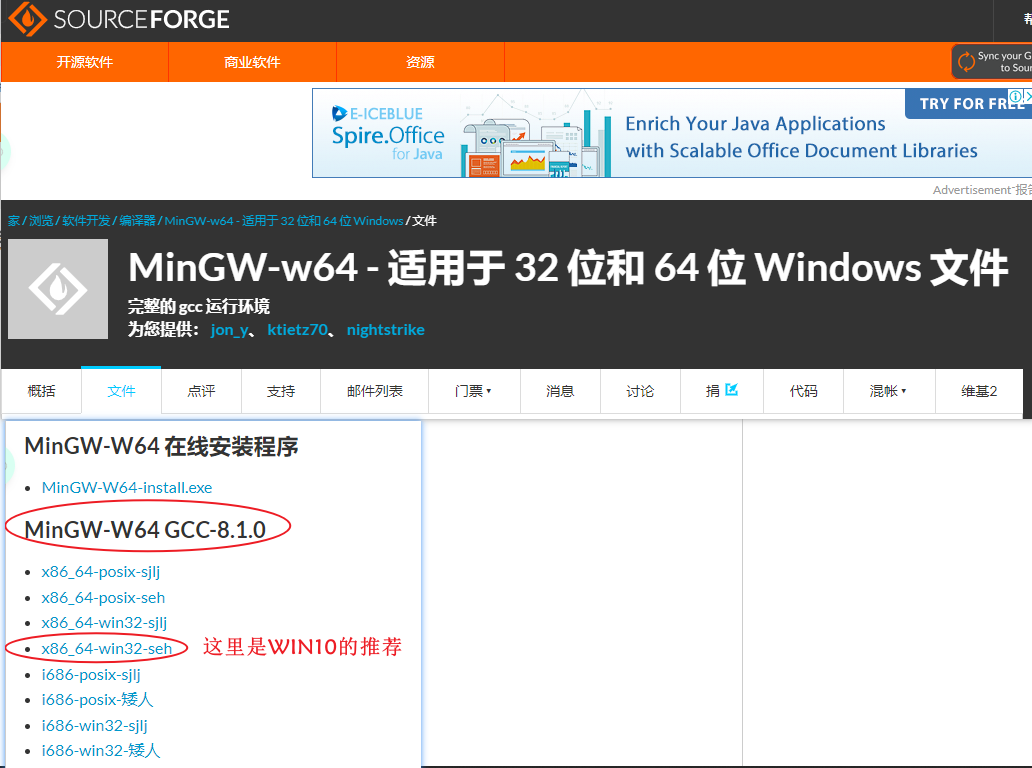 SOURCEFORGE
开源软件
商业软件
资源
Sync your G
to Sour
E-ICEBLUE
Spire.Office
for Java
Enrich Your Java Applications
with Scalable Office Document Libraries
TRY FOR FREE
Advertisement
家 / 浏览 / 软件开发 / 编译器 / MinGW-w64 - 适用于 32 位和 64 位 Windows / 文件
MinGW-w64 - 适用于 32 位和 64 位 Windows 文件
完整的 gcc 运行环境
为您提供： jon_y、 ktietz70、 nightstrike
概括
文件
点评
支持
邮件列表
门票
消息
讨论
捐
代码
混帐
维基2
MinGW-W64 在线安装程序
MinGW-W64-install.exe
MinGW-W64 GCC-8.1.0
x86_64-posix-sjlj
x86_64-posix-seh
x86_64-win32-sjlj
x86_64-win32-seh 这里是WIN10的推荐
i686-posix-sjlj
i686-posix-矮人
i686-win32-sjlj
i686-win32-矮人